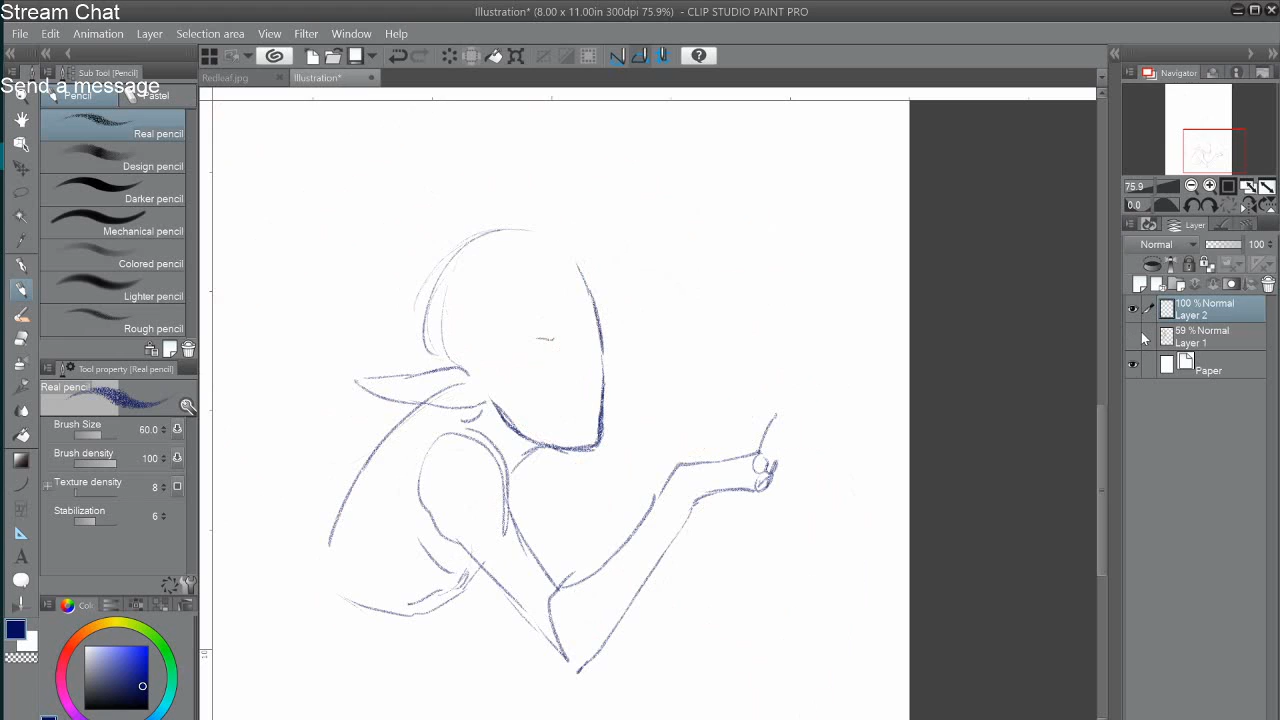 Stream Chat
Illustration* (8.00 x 11.00in 300dpi 75.9%) - CLIP STUDIO PAINT PRO
File Edit Animation Layer Selection area View Filter Window Help
Sub Tool [Pencil]
Redleaf.jpg
Illustration*
Navigator
Send a message
Pencil
Pastel
Real pencil
Design pencil
Darker pencil
Mechanical pencil
Colored pencil
Lighter pencil
Rough pencil
Tool property [Real pencil]
Real pencil
Brush Size 60.0
Brush density 100
Texture density 8
Stabilization 6
75.9
0.0
Layer
Normal 100
100 % Normal
Layer 2
59 % Normal
Layer 1
Paper